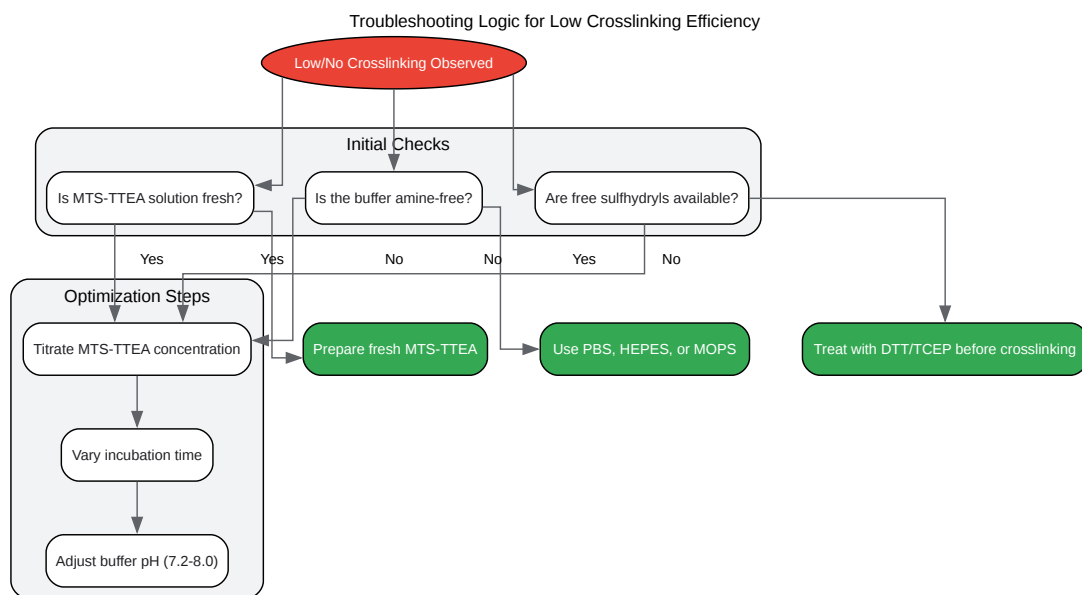 Troubleshooting Logic for Low Crosslinking Efficiency
Low/No Crosslinking Observed
Initial Checks
Is MTS-TTEA solution fresh?
Is the buffer amine-free?
Are free sulfhydryls available?
Yes
Yes
No
No
Yes
No
Optimization Steps
Titrate MTS-TTEA concentration
Prepare fresh MTS-TTEA
Use PBS, HEPES, or MOPS
Treat with DTT/TCEP before crosslinking
Vary incubation time
Adjust buffer pH (7.2-8.0)